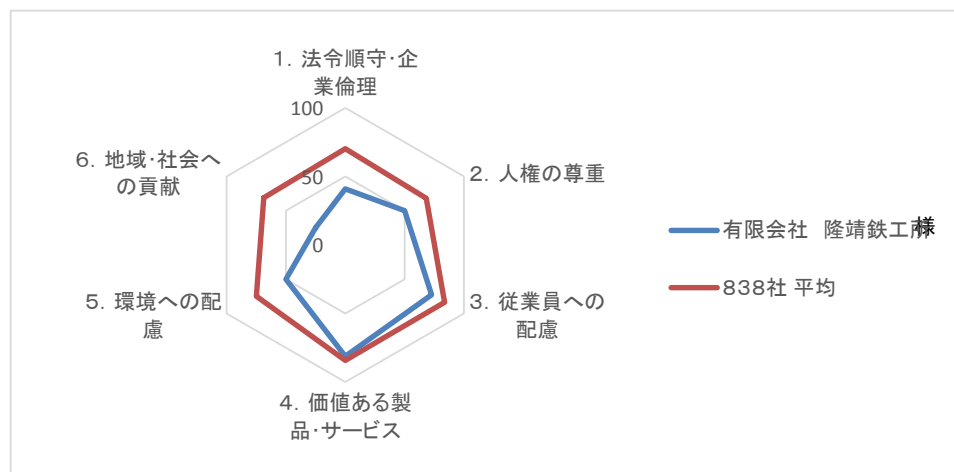 1．法令順守・企
業倫理
100
50
0
2．人権の尊重
3．従業員への
配慮
4．価値ある製
品・サービス
5．環境への配
慮
6．地域・社会へ
の貢献
有限会社　隆靖鉄工所様
838社 平均